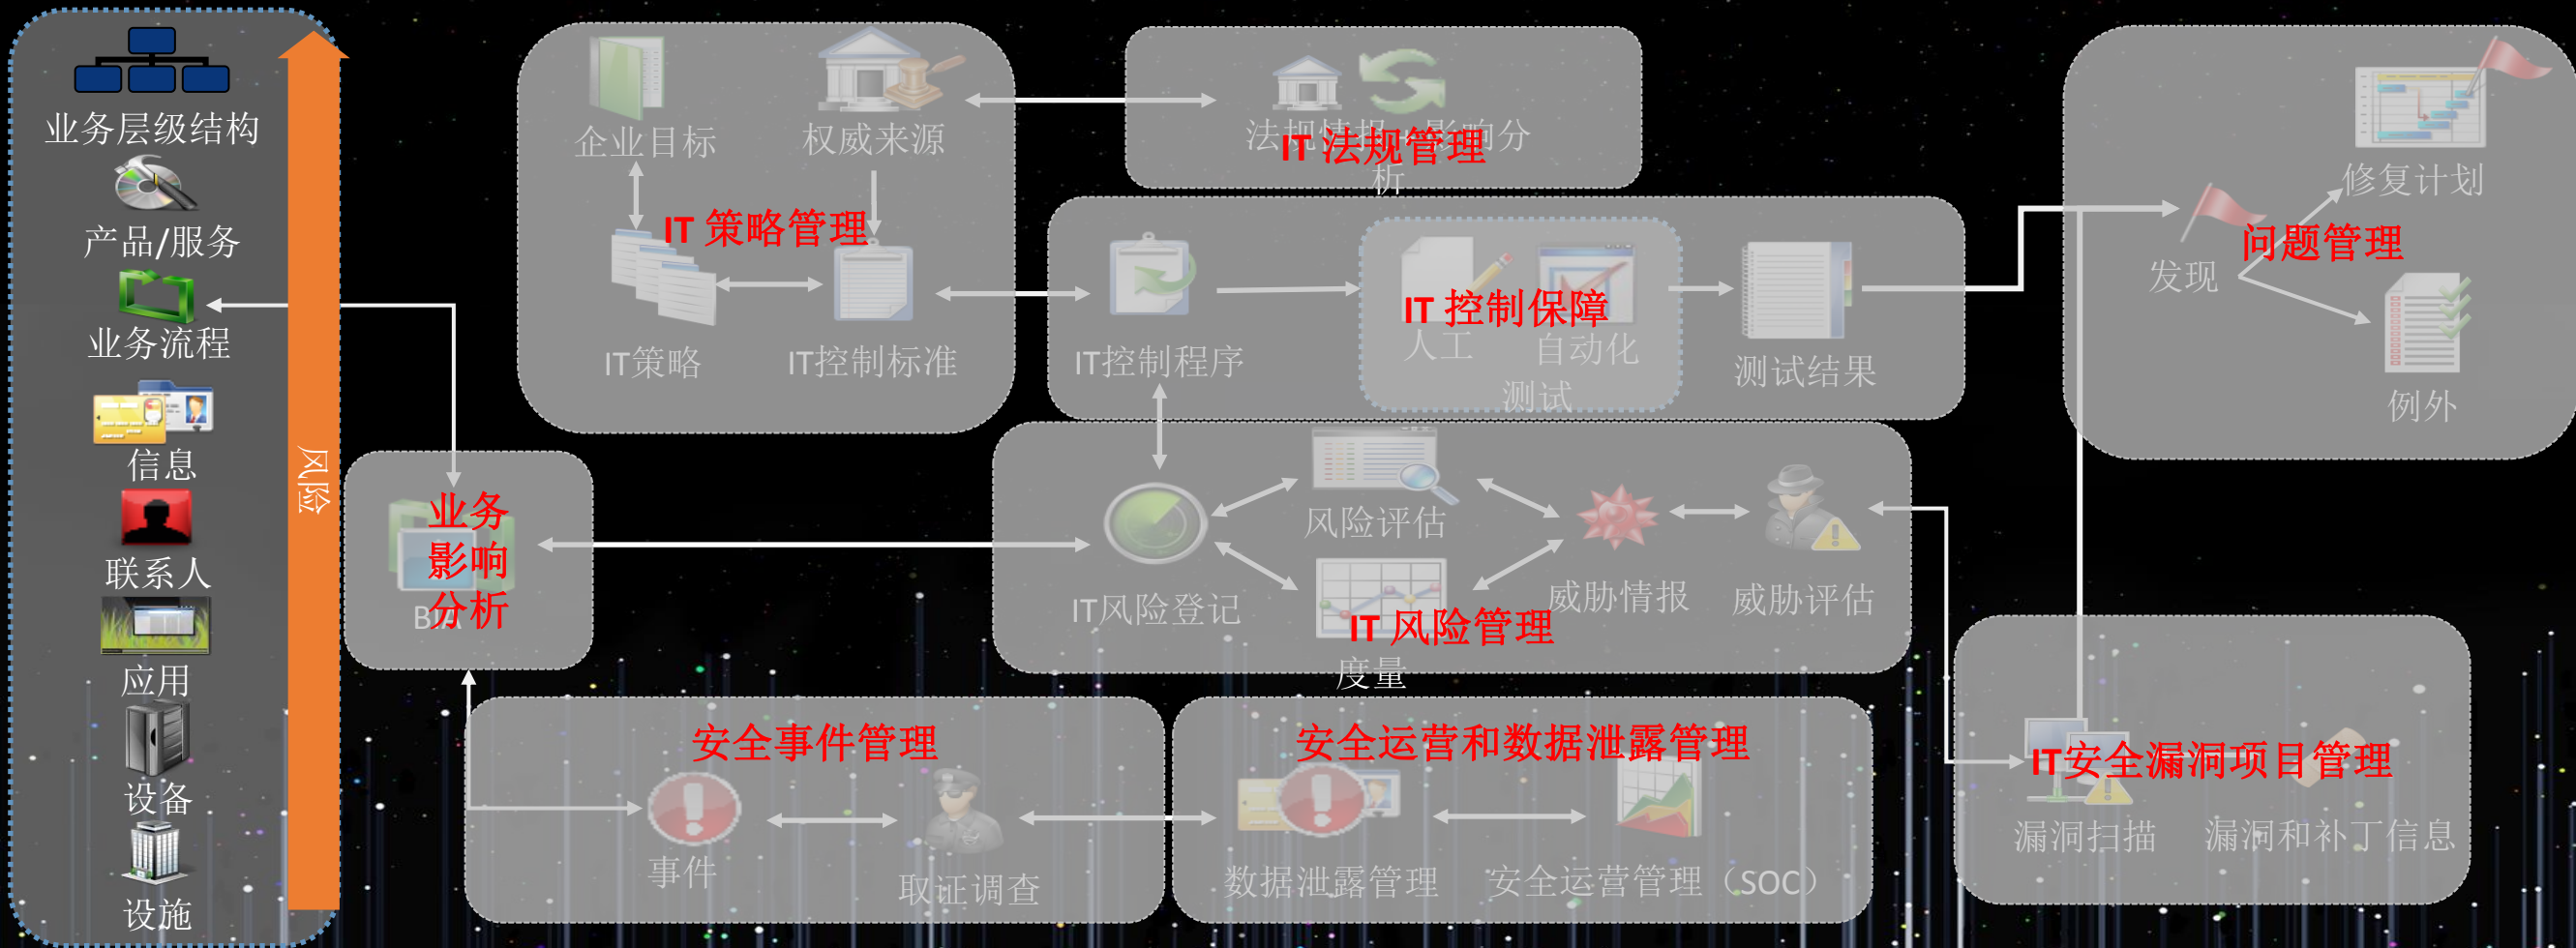 业务层级结构
产品/服务
业务流程
信息
联系人
应用
设备
设施
风险
企业目标
权威来源
IT 策略管理
IT策略
IT控制标准
IT 法规管理
法规情报
影响分
析
IT控制程序
IT 控制保障
人工
自动化
测试
测试结果
发现
问题管理
修复计划
例外
业务
影响
分析
BIA
IT风险登记
风险评估
IT 风险管理
度量
威胁情报
威胁评估
安全事件管理
事件
取证调查
安全运营和数据泄露管理
数据泄露管理
安全运营管理（SOC）
IT安全漏洞项目管理
漏洞扫描
漏洞和补丁信息